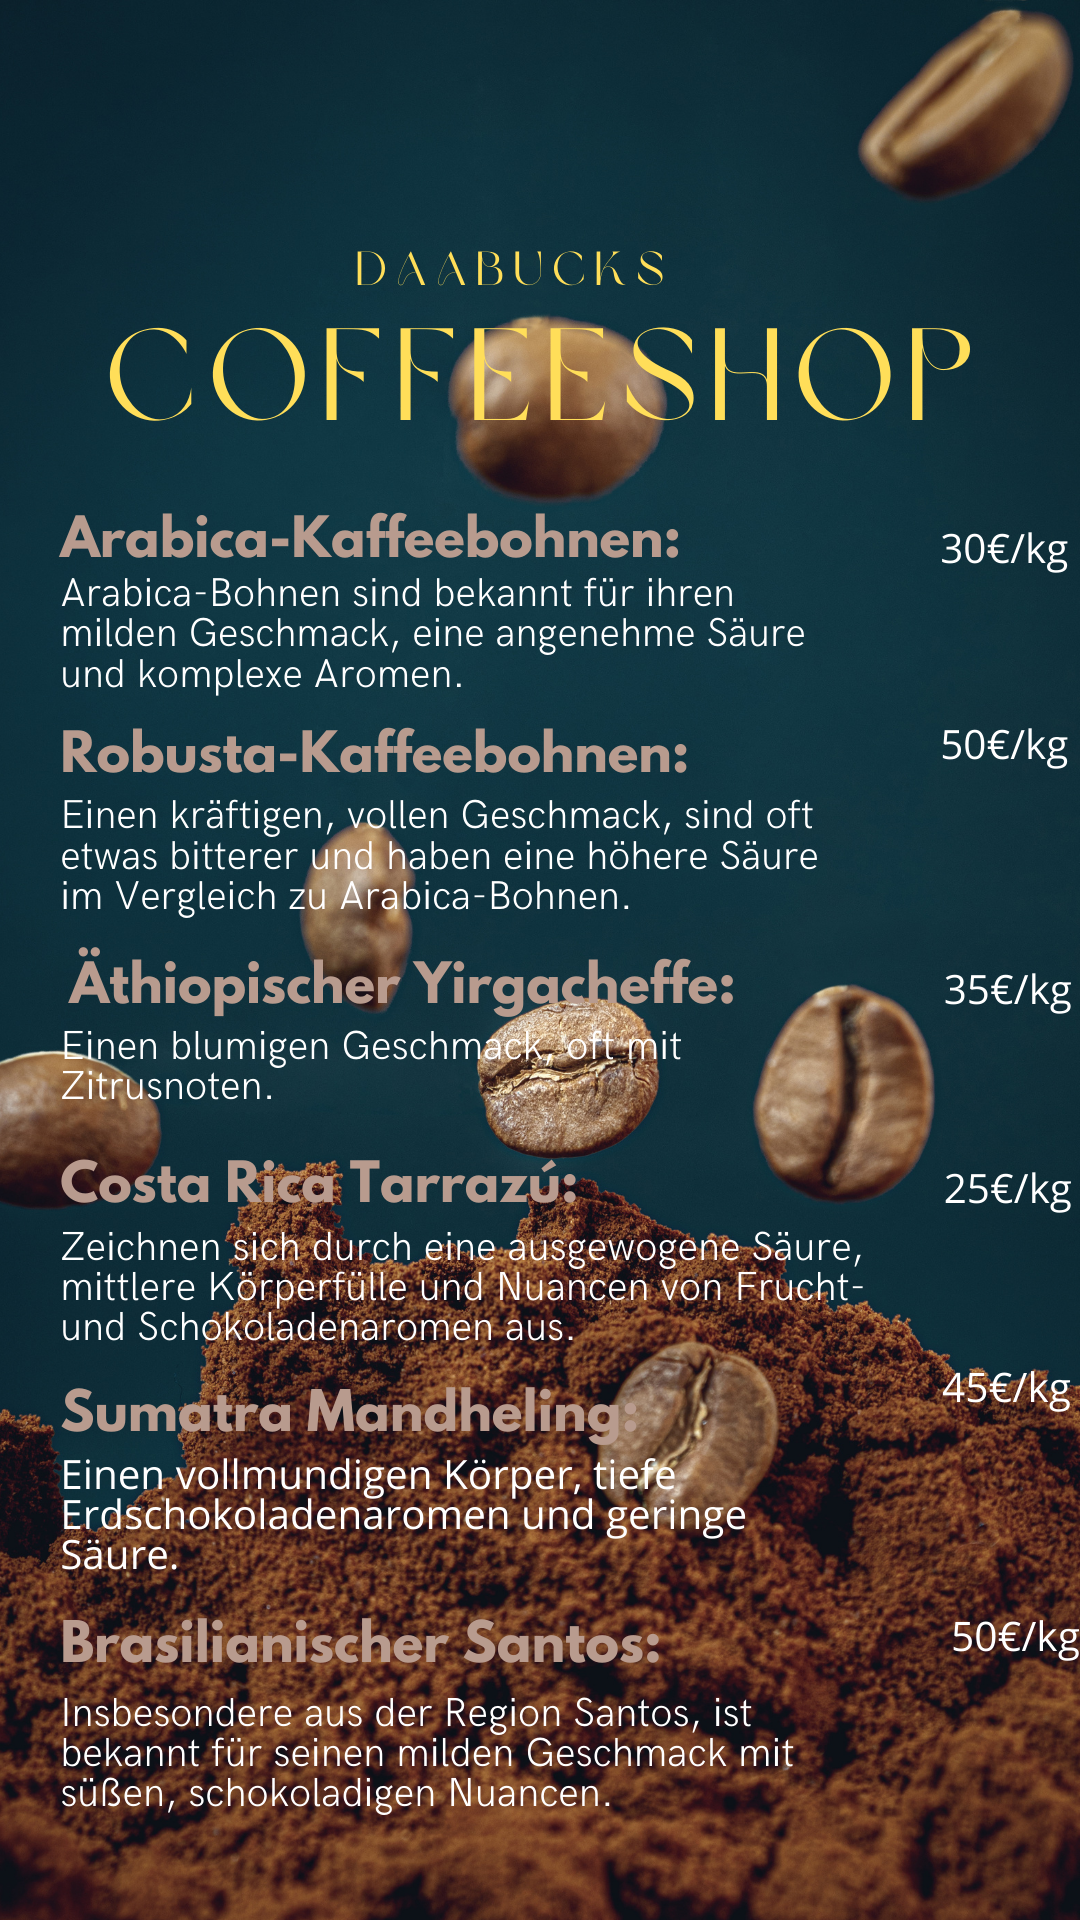 DAABUCKS
COFFEESHOP
Arabica-Kaffeebohnen:
30€/kg
Arabica-Bohnen sind bekannt für ihren
milden Geschmack, eine angenehme Säure
und komplexe Aromen.
Robusta-Kaffeebohnen:
50€/kg
Einen kräftigen, vollen Geschmack, sind oft
etwas bitterer und haben eine höhere Säure
im Vergleich zu Arabica-Bohnen.
Äthiopischer Yirgacheffe:
35€/kg
Einen blumigen Geschmack, oft mit
Zitrusnoten.
Costa Rica Tarrazú:
25€/kg
Zeichnen sich durch eine ausgewogene Säure,
mittlere Körperfülle und Nuancen von Frucht-
und Schokoladenaromen aus.
45€/kg
Sumatra Mandheling:
Einen vollmundigen Körper, tiefe
Erdschokoladenaromen und geringe
Säure.
Brasilianischer Santos:
50€/kg
Insbesondere aus der Region Santos, ist
bekannt für seinen milden Geschmack mit
süßen, schokoladigen Nuancen.